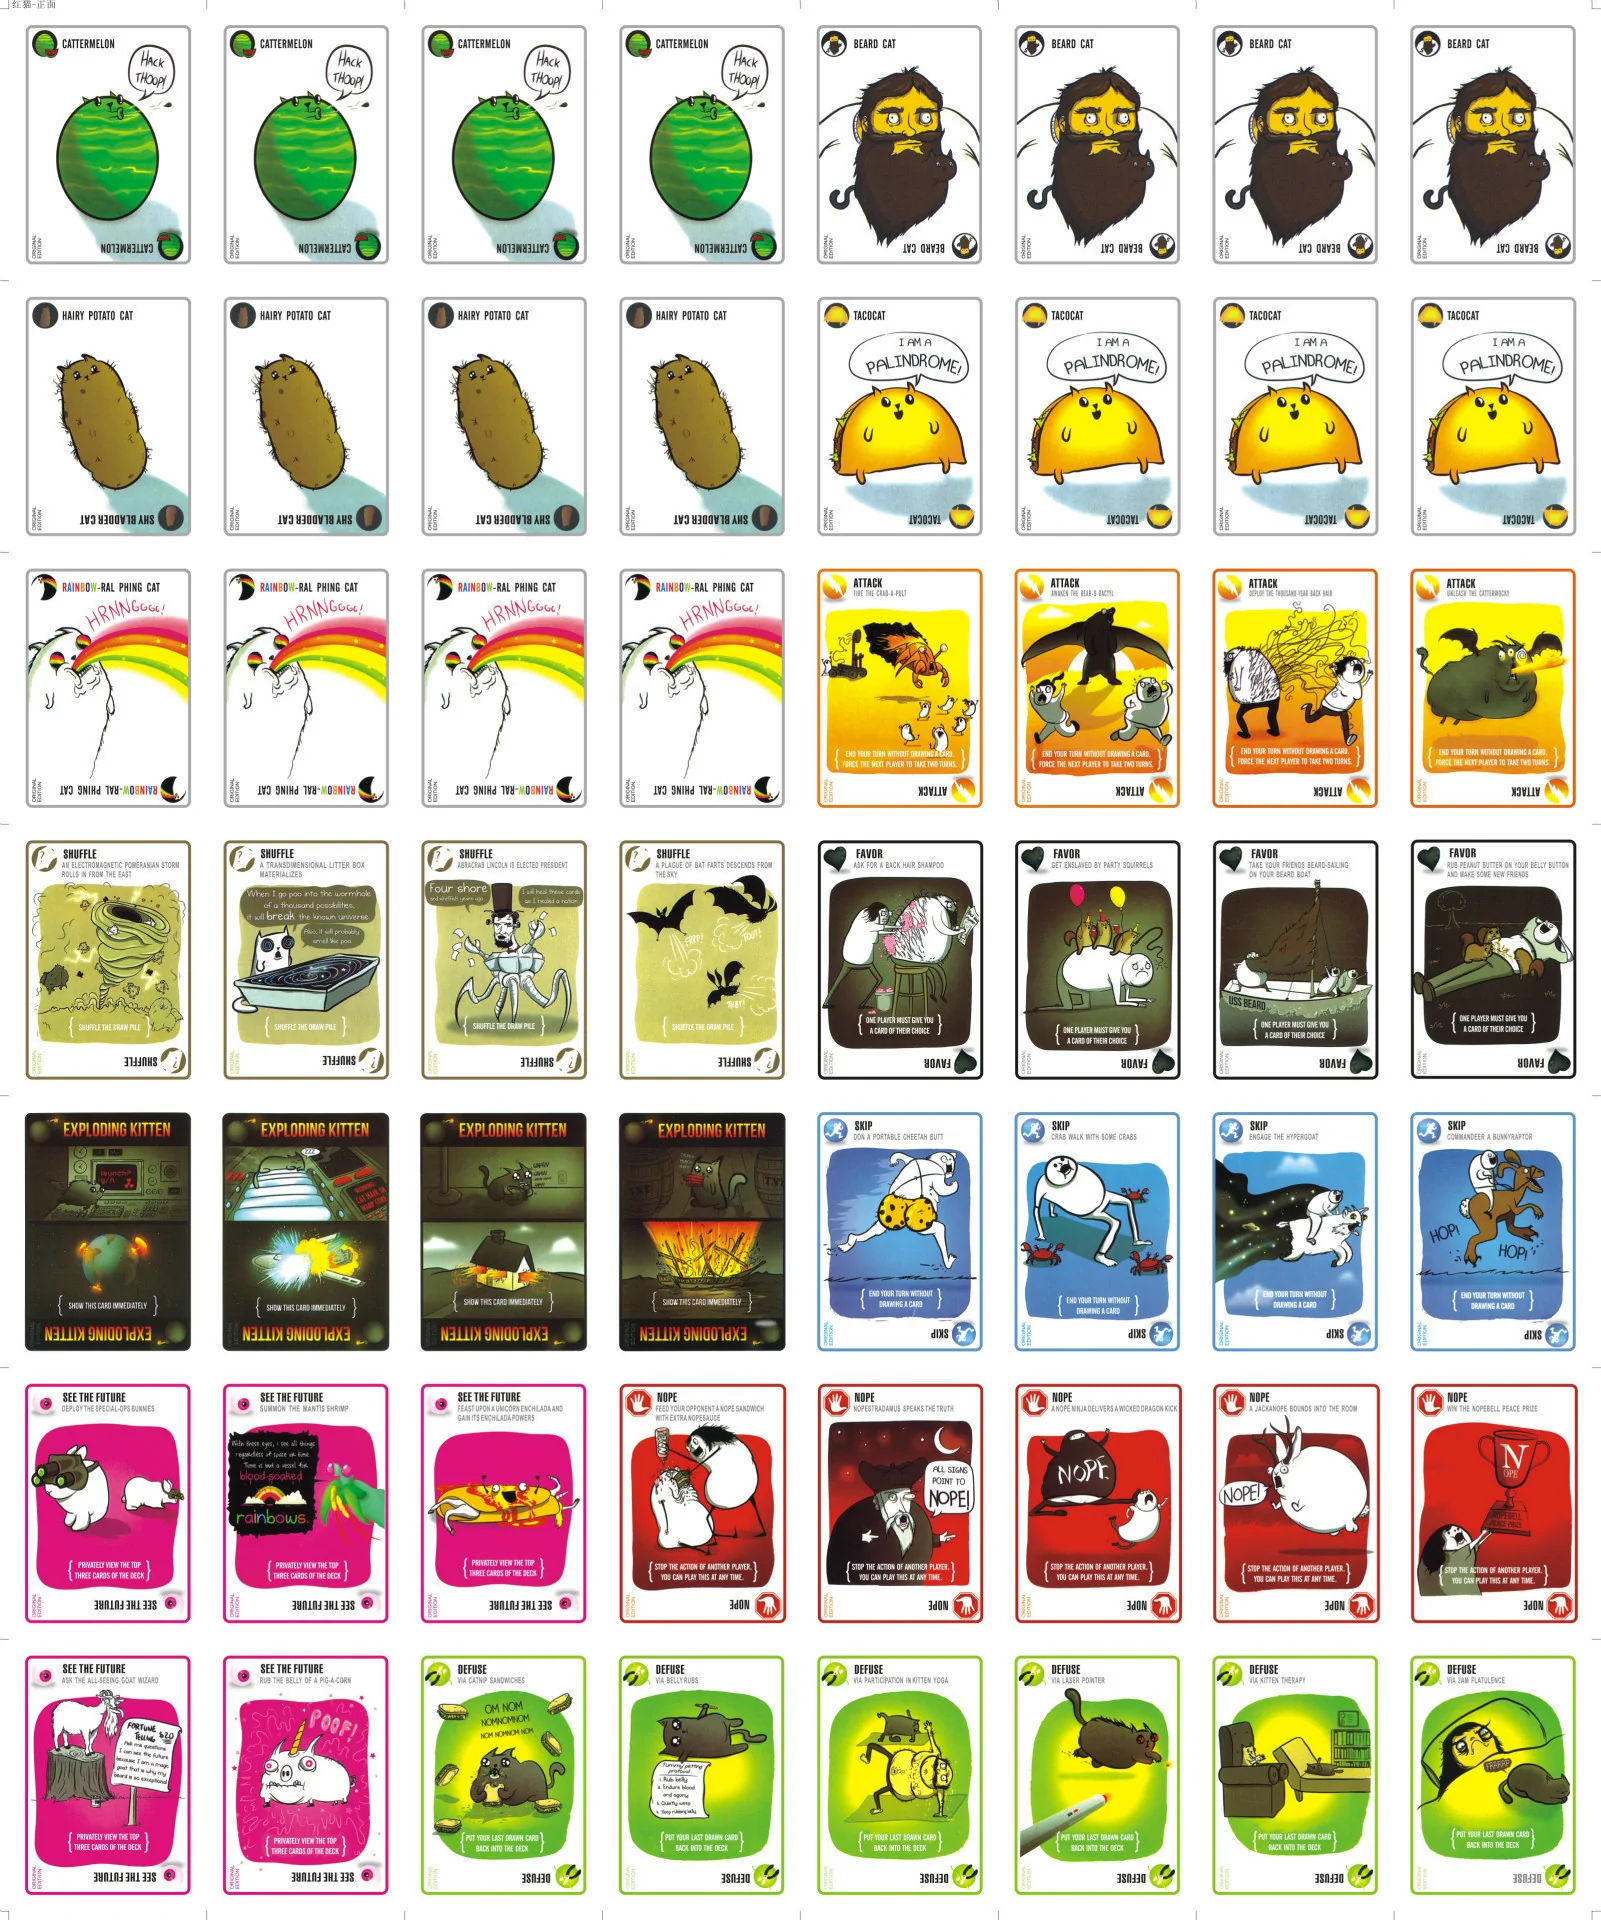 红猫-正面
CATTERMELON
HACK
THOOP!
ORIGINAL
EDITION
CATTERMELON
CATTERMELON
HACK
THOOP!
ORIGINAL
EDITION
CATTERMELON
CATTERMELON
HACK
THOOP!
ORIGINAL
EDITION
CATTERMELON
CATTERMELON
HACK
THOOP!
ORIGINAL
EDITION
CATTERMELON
BEARD CAT
ORIGINAL
EDITION
BEARD CAT
BEARD CAT
ORIGINAL
EDITION
BEARD CAT
BEARD CAT
ORIGINAL
EDITION
BEARD CAT
BEARD CAT
ORIGINAL
EDITION
BEARD CAT
HAIRY POTATO CAT
ORIGINAL
EDITION
SHY BLADDER CAT
HAIRY POTATO CAT
ORIGINAL
EDITION
SHY BLADDER CAT
HAIRY POTATO CAT
ORIGINAL
EDITION
SHY BLADDER CAT
HAIRY POTATO CAT
ORIGINAL
EDITION
SHY BLADDER CAT
TACOCAT
I AM A
PALINDROME!
ORIGINAL
EDITION
TACOCAT
TACOCAT
I AM A
PALINDROME!
ORIGINAL
EDITION
TACOCAT
TACOCAT
I AM A
PALINDROME!
ORIGINAL
EDITION
TACOCAT
TACOCAT
I AM A
PALINDROME!
ORIGINAL
EDITION
TACOCAT
RAINBOW-RALPHING CAT
HRNNGGGG!
ORIGINAL
EDITION
RAINBOW-RALPHING CAT
RAINBOW-RALPHING CAT
HRNNGGGG!
ORIGINAL
EDITION
RAINBOW-RALPHING CAT
RAINBOW-RALPHING CAT
HRNNGGGG!
ORIGINAL
EDITION
RAINBOW-RALPHING CAT
RAINBOW-RALPHING CAT
HRNNGGGG!
ORIGINAL
EDITION
RAINBOW-RALPHING CAT
ATTACK
FIRE THE CRAB-A-PULT
END YOUR TURN WITHOUT DRAWING A CARD.
FORCE THE NEXT PLAYER TO TAKE TWO TURNS.
ORIGINAL
EDITION
ATTACK
ATTACK
AWAKEN THE BEAR-O-DACTYL
END YOUR TURN WITHOUT DRAWING A CARD.
FORCE THE NEXT PLAYER TO TAKE TWO TURNS.
ORIGINAL
EDITION
ATTACK
ATTACK
DEPLOY THE THOUSAND-YEAR BACK HAIR
END YOUR TURN WITHOUT DRAWING A CARD.
FORCE THE NEXT PLAYER TO TAKE TWO TURNS.
ORIGINAL
EDITION
ATTACK
ATTACK
UNLEASH THE CATTERWOCKY
END YOUR TURN WITHOUT DRAWING A CARD.
FORCE THE NEXT PLAYER TO TAKE TWO TURNS.
ORIGINAL
EDITION
ATTACK
SHUFFLE
AN ELECTROMAGNETIC POMERANIAN STORM
ROLLS IN FROM THE EAST
SHUFFLE THE DRAW PILE
ORIGINAL
EDITION
SHUFFLE
SHUFFLE
A TRANSDIMENSIONAL LITTER BOX
MATERIALIZES
When I go poo into the wormhole
of a thousand possibilities,
it will break the known universe.
Also, it will probably
smell like poo.
SHUFFLE THE DRAW PILE
ORIGINAL
EDITION
SHUFFLE
SHUFFLE
ABRACRAB LINCOLN IS ELECTED PRESIDENT
Four shore
and whelkish years ago
I will heal these cards
as I healed a nation
SHUFFLE THE DRAW PILE
ORIGINAL
EDITION
SHUFFLE
SHUFFLE
A PLAGUE OF BAT FARTS DESCENDS FROM
THE SKY
FRRP!
TOOT!
THBT!
SHUFFLE THE DRAW PILE
ORIGINAL
EDITION
SHUFFLE
FAVOR
ASK FOR A BACK HAIR SHAMPOO
ONE PLAYER MUST GIVE YOU
A CARD OF THEIR CHOICE
ORIGINAL
EDITION
FAVOR
FAVOR
GET ENSLAVED BY PARTY SQUIRRELS
ONE PLAYER MUST GIVE YOU
A CARD OF THEIR CHOICE
ORIGINAL
EDITION
FAVOR
FAVOR
TAKE YOUR FRIENDS BEARD-SAILING
ON YOUR BEARD BOAT
USS BEARD
ONE PLAYER MUST GIVE YOU
A CARD OF THEIR CHOICE
ORIGINAL
EDITION
FAVOR
FAVOR
RUB PEANUT BUTTER ON YOUR BELLY BUTTON
AND MAKE SOME NEW FRIENDS
ONE PLAYER MUST GIVE YOU
A CARD OF THEIR CHOICE
ORIGINAL
EDITION
FAVOR
EXPLODING KITTEN
launch?
y/n
SHOW THIS CARD IMMEDIATELY
EXPLODING KITTEN
EXPLODING KITTEN
ZZZ
SHOW THIS CARD IMMEDIATELY
EXPLODING KITTEN
EXPLODING KITTEN
SHOW THIS CARD IMMEDIATELY
EXPLODING KITTEN
EXPLODING KITTEN
TNT
SHOW THIS CARD IMMEDIATELY
EXPLODING KITTEN
SKIP
DON A PORTABLE CHEETAH BUTT
END YOUR TURN WITHOUT
DRAWING A CARD
ORIGINAL
EDITION
SKIP
SKIP
CRAB WALK WITH SOME CRABS
END YOUR TURN WITHOUT
DRAWING A CARD
ORIGINAL
EDITION
SKIP
SKIP
ENGAGE THE HYPERGOAT
END YOUR TURN WITHOUT
DRAWING A CARD
ORIGINAL
EDITION
SKIP
SKIP
COMMANDEER A BUNNYRAPTOR
HOP!
HOP!
END YOUR TURN WITHOUT
DRAWING A CARD
ORIGINAL
EDITION
SKIP
SEE THE FUTURE
DEPLOY THE SPECIAL-OPS BUNNIES
PRIVATELY VIEW THE TOP
THREE CARDS OF THE DECK
ORIGINAL
EDITION
SEE THE FUTURE
SEE THE FUTURE
SUMMON THE MANTIS SHRIMP
With these eyes, I see all things
regardless of space or time.
Time is but a vessel for
blood-soaked
rainbows.
PRIVATELY VIEW THE TOP
THREE CARDS OF THE DECK
ORIGINAL
EDITION
SEE THE FUTURE
SEE THE FUTURE
FEAST UPON A UNICORN ENCHILADA AND
GAIN ITS ENCHILADA POWERS
PRIVATELY VIEW THE TOP
THREE CARDS OF THE DECK
ORIGINAL
EDITION
SEE THE FUTURE
NOPE
FEED YOUR OPPONENT A NOPE SANDWICH
WITH EXTRA NOPESAUCE
STOP THE ACTION OF ANOTHER PLAYER.
YOU CAN PLAY THIS AT ANY TIME.
ORIGINAL
EDITION
NOPE
NOPE
NOPESTRADAMUS SPEAKS THE TRUTH
ALL SIGNS
POINT TO
NOPE!
STOP THE ACTION OF ANOTHER PLAYER.
YOU CAN PLAY THIS AT ANY TIME.
ORIGINAL
EDITION
NOPE
NOPE
A NOPE NINJA DELIVERS A WICKED DRAGON KICK
NOPE
STOP THE ACTION OF ANOTHER PLAYER.
YOU CAN PLAY THIS AT ANY TIME.
ORIGINAL
EDITION
NOPE
NOPE
A JACKANOPE BOUNDS INTO THE ROOM
NOPE!
STOP THE ACTION OF ANOTHER PLAYER.
YOU CAN PLAY THIS AT ANY TIME.
ORIGINAL
EDITION
NOPE
NOPE
WIN THE NOPEBELL PEACE PRIZE
N
OPE
NOPEBELL
PEACE PRIZE
STOP THE ACTION OF ANOTHER PLAYER.
YOU CAN PLAY THIS AT ANY TIME.
ORIGINAL
EDITION
NOPE
SEE THE FUTURE
ASK THE ALL-SEEING GOAT WIZARD
FORTUNE
TELLING $20
Ask me questions
I can see the future
because I am a magic
goat that is why my
beard is so exceptional
PRIVATELY VIEW THE TOP
THREE CARDS OF THE DECK
ORIGINAL
EDITION
SEE THE FUTURE
SEE THE FUTURE
RUB THE BELLY OF A PIG-A-CORN
POOF!
PRIVATELY VIEW THE TOP
THREE CARDS OF THE DECK
ORIGINAL
EDITION
SEE THE FUTURE
DEFUSE
VIA CATNIP SANDWICHES
OM NOM
NOMNOMNOM
NOM NOMNOM NOM
PUT YOUR LAST DRAWN CARD
BACK INTO THE DECK
ORIGINAL
EDITION
DEFUSE
DEFUSE
VIA BELLY RUBS
Tummy petting
protocol
1. Rub belly
2. Endure blood
and agony
3. Quietly weep
4. Keep rubbing belly
PUT YOUR LAST DRAWN CARD
BACK INTO THE DECK
ORIGINAL
EDITION
DEFUSE
DEFUSE
VIA PARTICIPATION IN KITTEN YOGA
PUT YOUR LAST DRAWN CARD
BACK INTO THE DECK
ORIGINAL
EDITION
DEFUSE
DEFUSE
VIA LASER POINTER
PUT YOUR LAST DRAWN CARD
BACK INTO THE DECK
ORIGINAL
EDITION
DEFUSE
DEFUSE
VIA KITTEN THERAPY
PUT YOUR LAST DRAWN CARD
BACK INTO THE DECK
ORIGINAL
EDITION
DEFUSE
DEFUSE
VIA 3AM FLATULENCE
PUT YOUR LAST DRAWN CARD
BACK INTO THE DECK
ORIGINAL
EDITION
DEFUSE